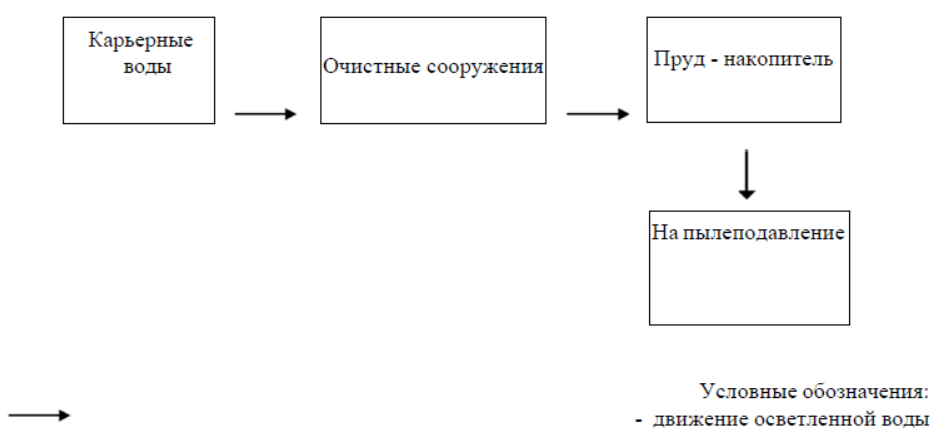 Карьерные
воды
Очистные сооружения
Пруд - накопитель
На пылеподавление
Условные обозначения:
- движение осветленной воды